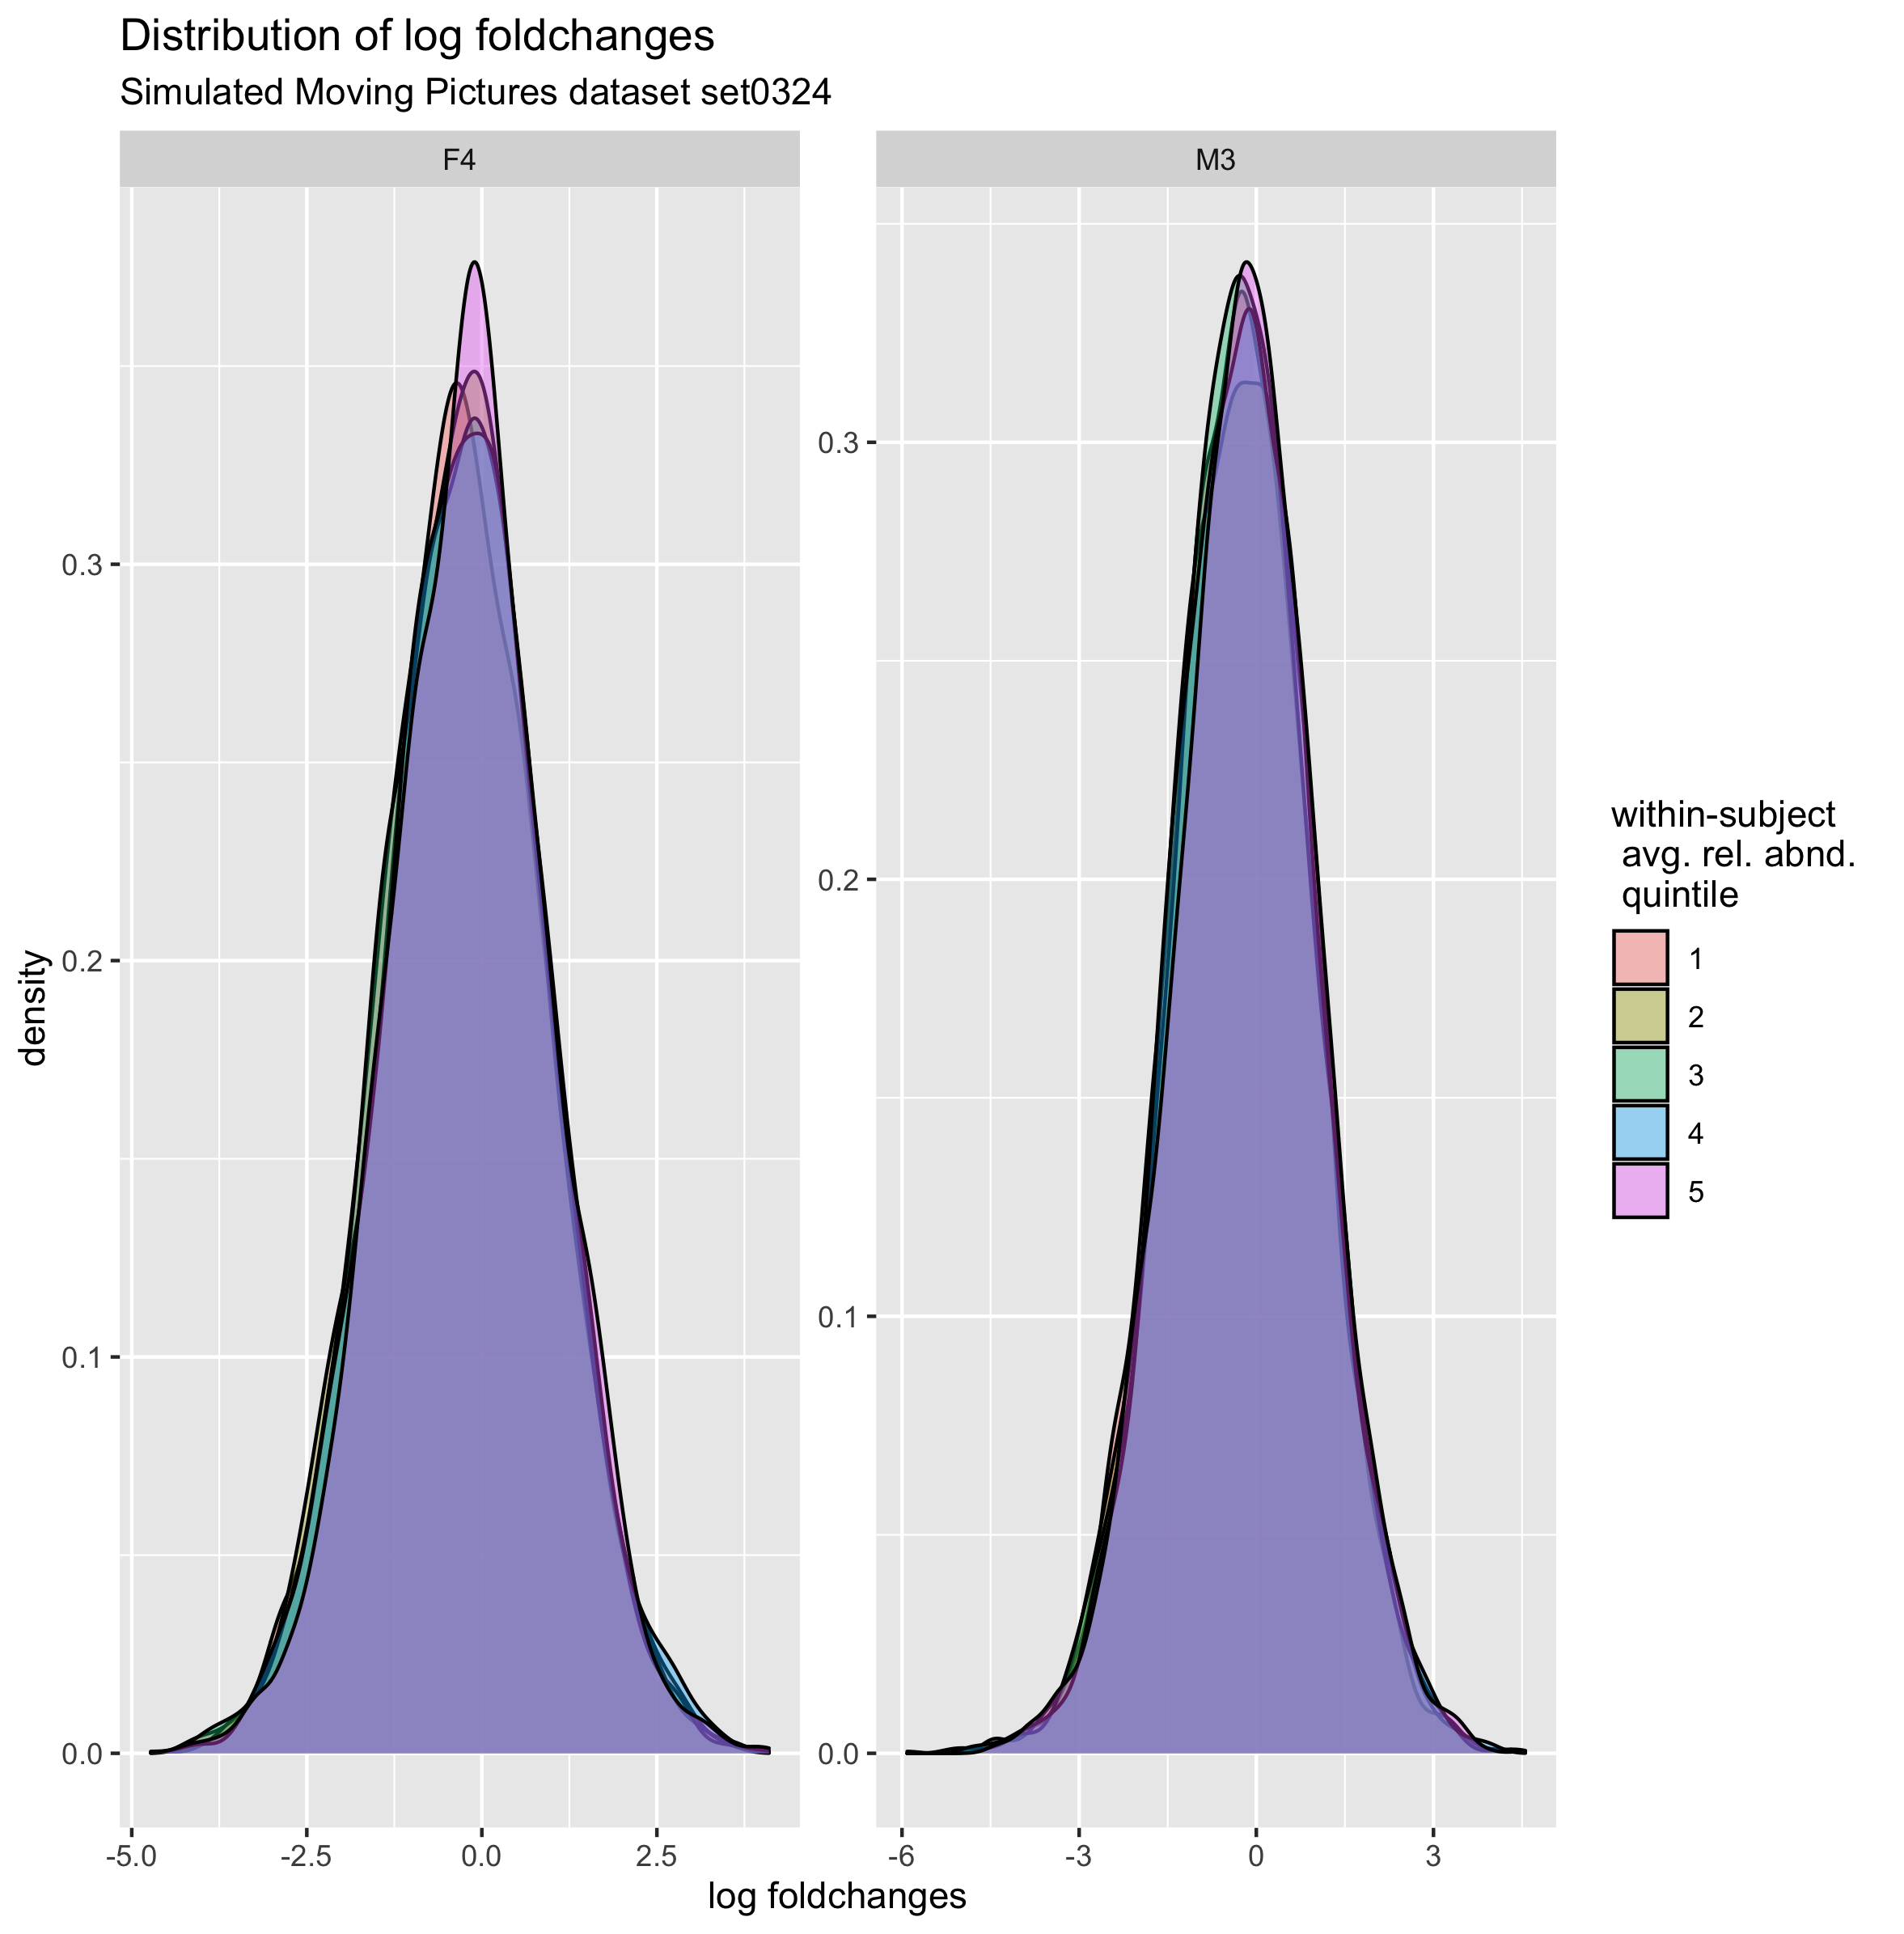 Distribution of log foldchanges
Simulated Moving Pictures dataset set0324
F4
M3
density
0.3
0.2
0.1
0.0
-5.0 -2.5 0.0 2.5
0.3
0.2
0.1
0.0
-6 -3 0 3
log foldchanges
within-subject
avg. rel. abnd.
quintile
1
2
3
4
5